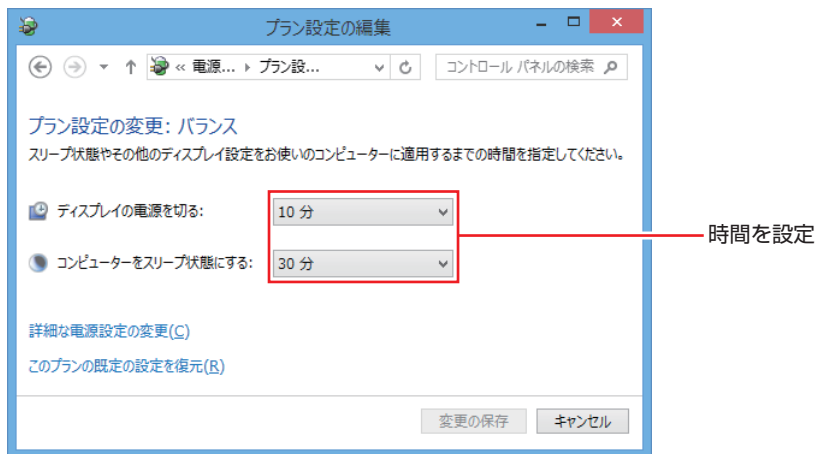 プラン設定の編集
« 電源... プラン設... コントロール パネルの検索
プラン設定の変更: バランス
スリープ状態やその他のディスプレイ設定をお使いのコンピューターに適用するまでの時間を指定してください。
ディスプレイの電源を切る: 10 分
時間を設定
コンピューターをスリープ状態にする: 30 分
詳細な電源設定の変更(C)
このプランの既定の設定を復元(R)
変更の保存 キャンセル